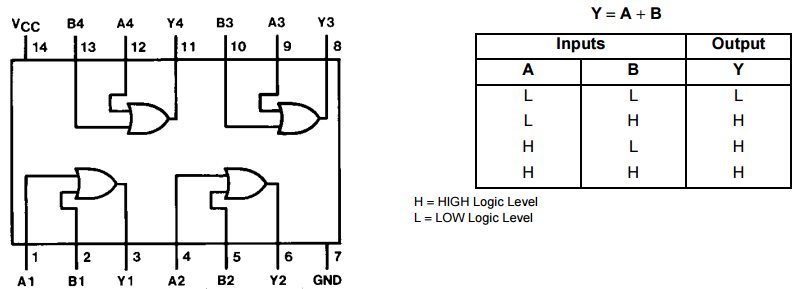 VCC B4 A4 Y4 B3 A3 Y3
14 13 12 11 10 9 8
1 2 3 4 5 6 7
A1 B1 Y1 A2 B2 Y2 GND
Y = A + B
Inputs Output
A B Y
L L L
L H H
H L H
H H H
H = HIGH Logic Level
L = LOW Logic Level